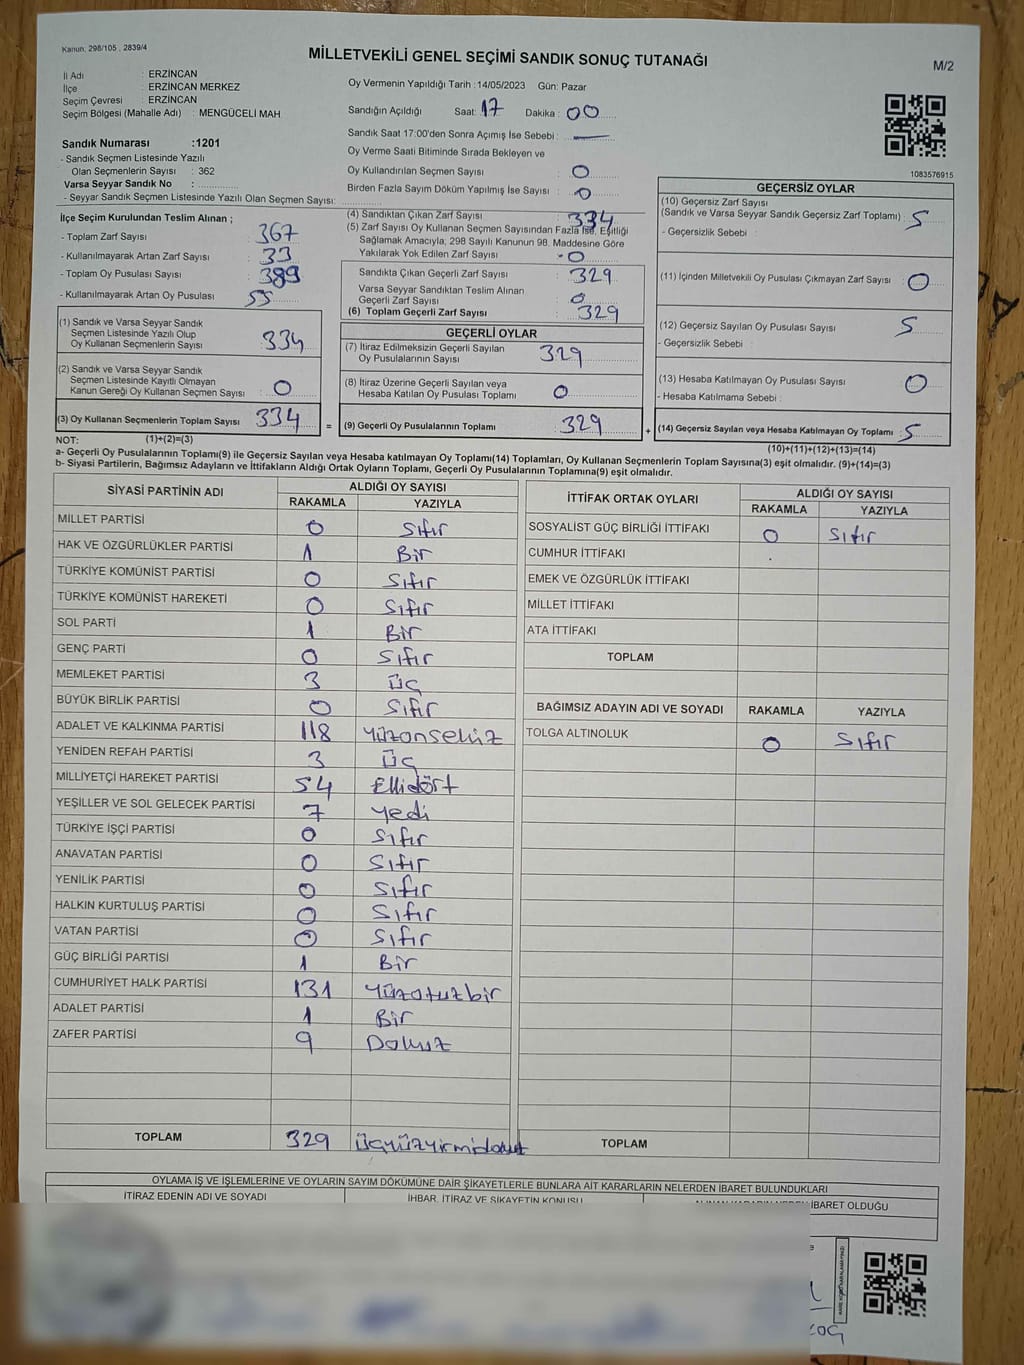 Kanun, 298/105 , 2839/4
MİLLETVEKİLİ GENEL SEÇİMİ SANDIK SONUÇ TUTANAĞI
M/2
İl Adı : ERZİNCAN
İlçe : ERZİNCAN MERKEZ
Seçim Çevresi : ERZİNCAN
Seçim Bölgesi (Mahalle Adı) : MENGÜCELİ MAH
Oy Vermenin Yapıldığı Tarih :14/05/2023 Gün: Pazar
Sandığın Açıldığı Saat: 17 Dakika : 00
Sandık Saat 17:00'den Sonra Açımış İse Sebebi : —
Oy Verme Saati Bitiminde Sırada Bekleyen ve
Oy Kullandırılan Seçmen Sayısı : 0
Birden Fazla Sayım Döküm Yapılmış İse Sayısı : 0
1083576915
Sandık Numarası :1201
- Sandık Seçmen Listesinde Yazılı
Olan Seçmenlerin Sayısı : 362
Varsa Seyyar Sandık No :
- Seyyar Sandık Seçmen Listesinde Yazılı Olan Seçmen Sayısı:
İlçe Seçim Kurulundan Teslim Alınan ;
- Toplam Zarf Sayısı : 367
- Kullanılmayarak Artan Zarf Sayısı : 33
- Toplam Oy Pusulası Sayısı : 389
- Kullanılmayarak Artan Oy Pusulası : 55
(1) Sandık ve Varsa Seyyar Sandık
Seçmen Listesinde Yazılı Olup
Oy Kullanan Seçmenlerin Sayısı : 334
(2) Sandık ve Varsa Seyyar Sandık
Seçmen Listesinde Kayıtlı Olmayan
Kanun Gereği Oy Kullanan Seçmen Sayısı : 0
(3) Oy Kullanan Seçmenlerin Toplam Sayısı : 334
(4) Sandıktan Çıkan Zarf Sayısı : 334
(5) Zarf Sayısı Oy Kullanan Seçmen Sayısından Fazla İse, Eşitliği
Sağlamak Amacıyla; 298 Sayılı Kanunun 98. Maddesine Göre
Yakılarak Yok Edilen Zarf Sayısı : 0
Sandıkta Çıkan Geçerli Zarf Sayısı : 329
Varsa Seyyar Sandıktan Teslim Alınan
Geçerli Zarf Sayısı : 0
(6) Toplam Geçerli Zarf Sayısı : 329
GEÇERLİ OYLAR
(7) İtiraz Edilmeksizin Geçerli Sayılan
Oy Pusulalarının Sayısı : 329
(8) İtiraz Üzerine Geçerli Sayılan veya
Hesaba Katılan Oy Pusulası Toplamı : 0
= (9) Geçerli Oy Pusulalarının Toplamı : 329
GEÇERSİZ OYLAR
(10) Geçersiz Zarf Sayısı
(Sandık ve Varsa Seyyar Sandık Geçersiz Zarf Toplamı) : 5
- Geçersizlik Sebebi :
(11) İçinden Milletvekili Oy Pusulası Çıkmayan Zarf Sayısı : 0
(12) Geçersiz Sayılan Oy Pusulası Sayısı : 5
- Geçersizlik Sebebi :
(13) Hesaba Katılmayan Oy Pusulası Sayısı : 0
- Hesaba Katılmama Sebebi :
+ (14) Geçersiz Sayılan veya Hesaba Katılmayan Oy Toplamı : 5
NOT: (1)+(2)=(3)
(10)+(11)+(12)+(13)=(14)
a- Geçerli Oy Pusulalarının Toplamı(9) ile Geçersiz Sayılan veya Hesaba katılmayan Oy Toplamı(14) Toplamları, Oy Kullanan Seçmenlerin Toplam Sayısına(3) eşit olmalıdır. (9)+(14)=(3)
b- Siyasi Partilerin, Bağımsız Adayların ve İttifakların Aldığı Ortak Oyların Toplamı, Geçerli Oy Pusulalarının Toplamına(9) eşit olmalıdır.
SİYASİ PARTİNİN ADI ALDIĞI OY SAYISI
RAKAMLA YAZIYLA
MİLLET PARTİSİ 0 Sıfır
HAK VE ÖZGÜRLÜKLER PARTİSİ 1 Bir
TÜRKİYE KOMÜNİST PARTİSİ 0 Sıfır
TÜRKİYE KOMÜNİST HAREKETİ 0 Sıfır
SOL PARTİ 1 Bir
GENÇ PARTİ 0 Sıfır
MEMLEKET PARTİSİ 3 Üç
BÜYÜK BİRLİK PARTİSİ 0 Sıfır
ADALET VE KALKINMA PARTİSİ 118 Yüzonsekiz
YENİDEN REFAH PARTİSİ 3 Üç
MİLLİYETÇİ HAREKET PARTİSİ 54 Ellidört
YEŞİLLER VE SOL GELECEK PARTİSİ 7 Yedi
TÜRKİYE İŞÇİ PARTİSİ 0 Sıfır
ANAVATAN PARTİSİ 0 Sıfır
YENİLİK PARTİSİ 0 Sıfır
HALKIN KURTULUŞ PARTİSİ 0 Sıfır
VATAN PARTİSİ 0 Sıfır
GÜÇ BİRLİĞİ PARTİSİ 1 Bir
CUMHURİYET HALK PARTİSİ 131 Yüzotuzbir
ADALET PARTİSİ 1 Bir
ZAFER PARTİSİ 9 Dokuz
TOPLAM 329 Üçyüzyirmidokuz
İTTİFAK ORTAK OYLARI ALDIĞI OY SAYISI
RAKAMLA YAZIYLA
SOSYALİST GÜÇ BİRLİĞİ İTTİFAKI 0 Sıfır
CUMHUR İTTİFAKI
EMEK VE ÖZGÜRLÜK İTTİFAKI
MİLLET İTTİFAKI
ATA İTTİFAKI
TOPLAM
BAĞIMSIZ ADAYIN ADI VE SOYADI RAKAMLA YAZIYLA
TOLGA ALTINOLUK 0 Sıfır
TOPLAM
OYLAMA İŞ VE İŞLEMLERİNE VE OYLARIN SAYIM DÖKÜMÜNE DAİR ŞİKAYETLERLE BUNLARA AİT KARARLARIN NELERDEN İBARET BULUNDUKLARI
İTİRAZ EDENİN ADI VE SOYADI İHBAR, İTİRAZ VE ŞİKAYETİN KONUSU ALINAN KARARIN NEDEN İBARET OLDUĞU